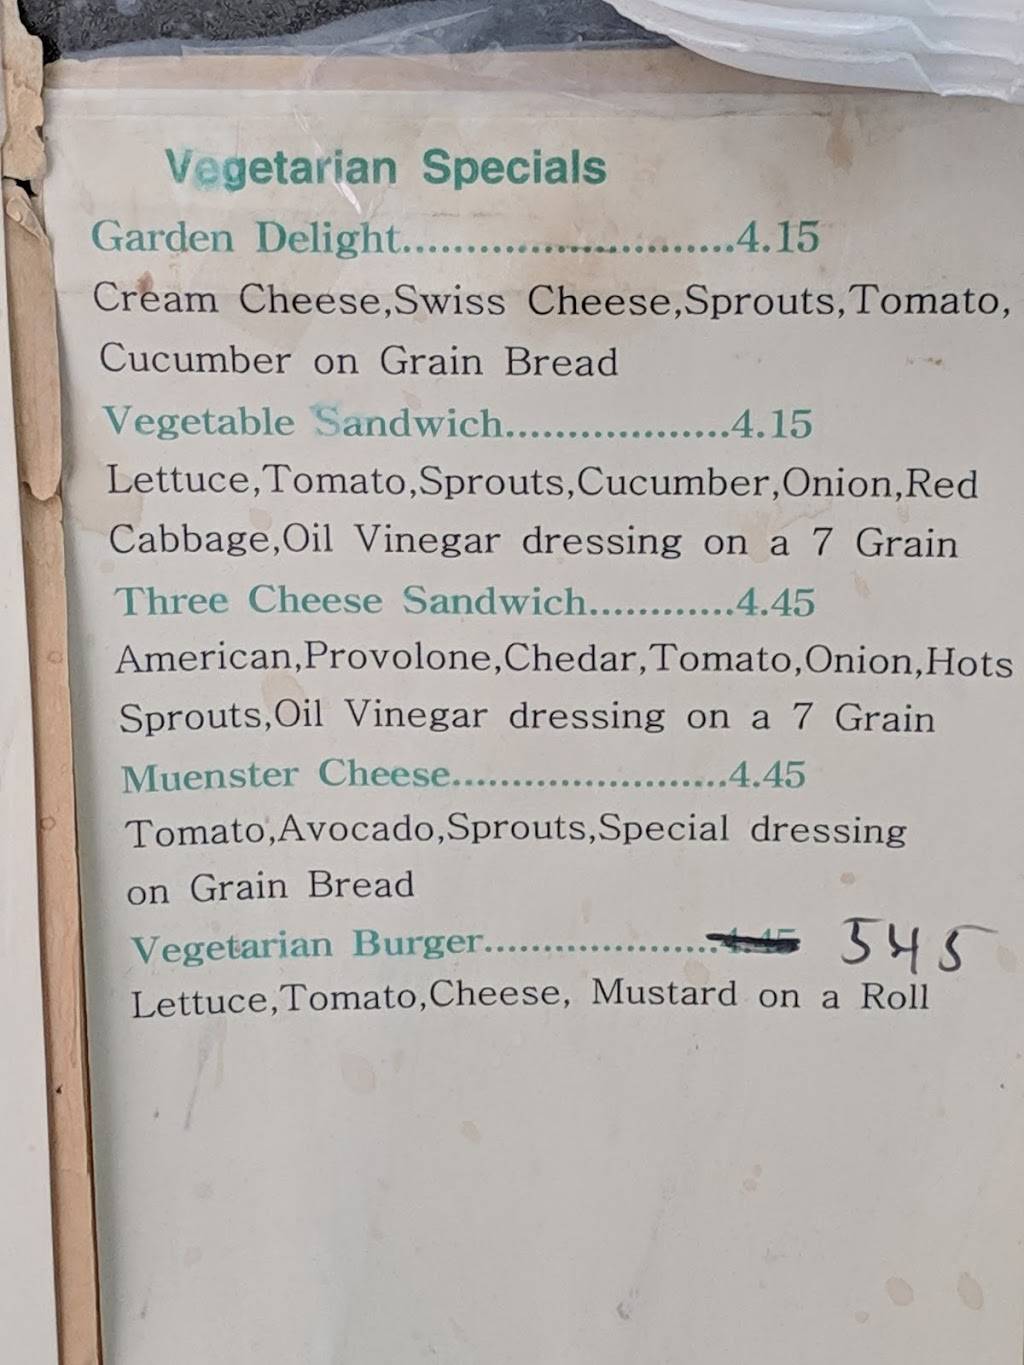 Vegetarian Specials
Garden Delight..........................4.15
Cream Cheese,Swiss Cheese,Sprouts,Tomato,
Cucumber on Grain Bread
Vegetable Sandwich..................4.15
Lettuce,Tomato,Sprouts,Cucumber,Onion,Red
Cabbage,Oil Vinegar dressing on a 7 Grain
Three Cheese Sandwich............4.45
American,Provolone,Chedar,Tomato,Onion,Hots
Sprouts,Oil Vinegar dressing on a 7 Grain
Muenster Cheese......................4.45
Tomato,Avocado,Sprouts,Special dressing
on Grain Bread
Vegetarian Burger...................4.45 545
Lettuce,Tomato,Cheese, Mustard on a Roll